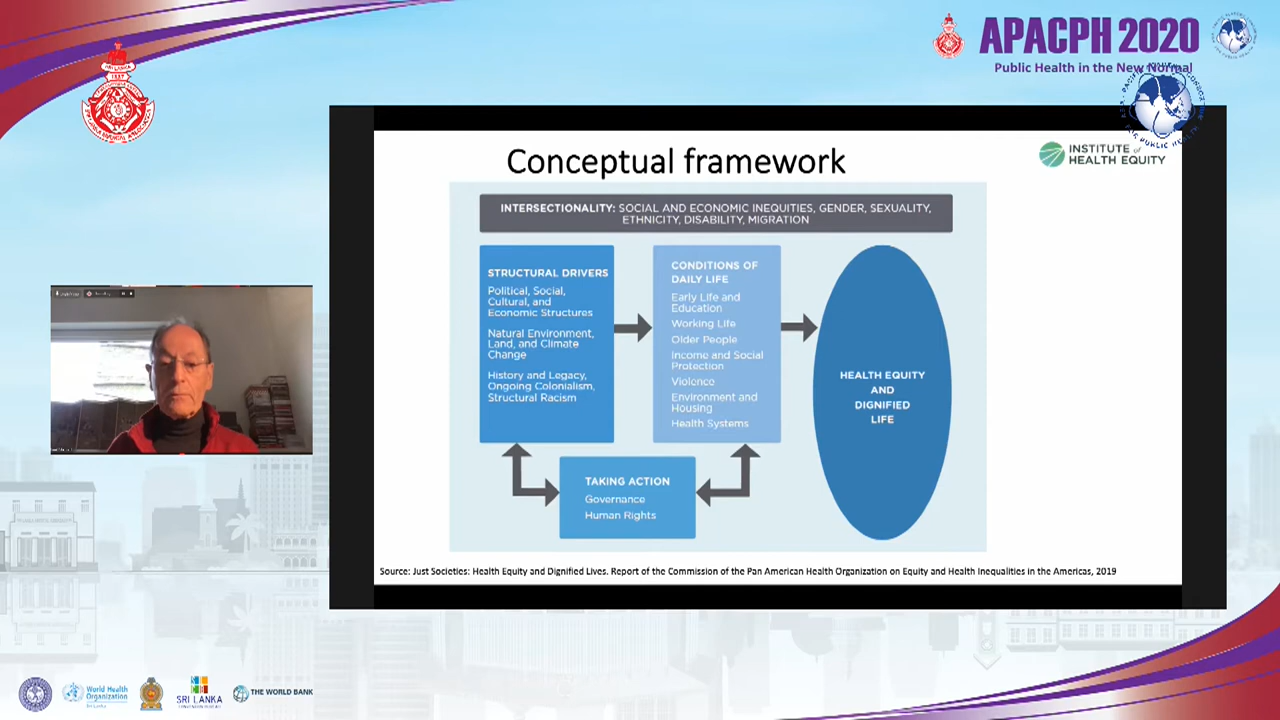 APACPH 2020
Public Health in the New Normal
Conceptual framework
INSTITUTE of
HEALTH EQUITY
INTERSECTIONALITY: SOCIAL AND ECONOMIC INEQUITIES, GENDER, SEXUALITY,
ETHNICITY, DISABILITY, MIGRATION
STRUCTURAL DRIVERS
Political, Social,
Cultural, and
Economic Structures
Natural Environment,
Land, and Climate
Change
History and Legacy,
Ongoing Colonialism,
Structural Racism
CONDITIONS OF
DAILY LIFE
Early Life and
Education
Working Life
Older People
Income and Social
Protection
Violence
Environment and
Housing
Health Systems
HEALTH EQUITY
AND
DIGNIFIED
LIFE
TAKING ACTION
Governance
Human Rights
Source: Just Societies: Health Equity and Dignified Lives. Report of the Commission of the Pan American Health Organization on Equity and Health Inequalities in the Americas, 2019
World Health
Organization
Sri Lanka
SRI LANKA
THE WORLD BANK